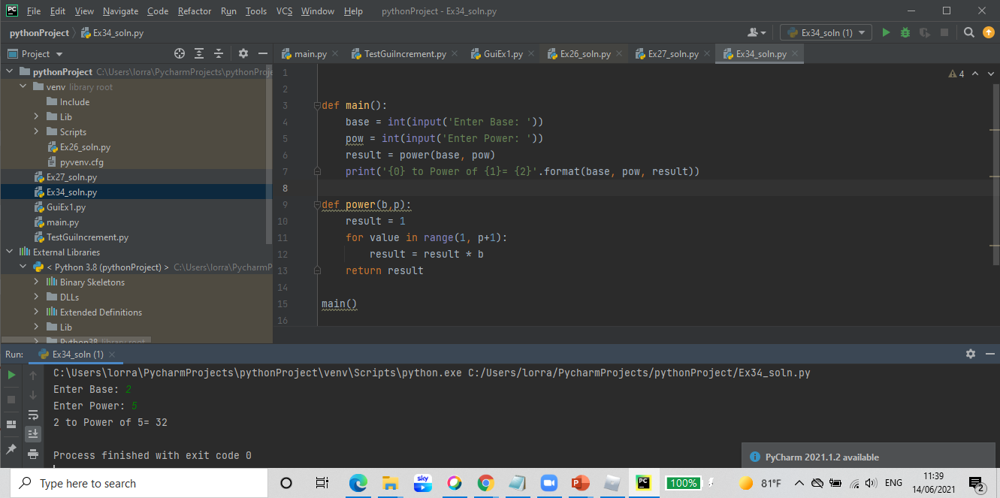 PC File Edit View Navigate Code Refactor Run Tools VCS Window Help pythonProject - Ex34_soln.py
pythonProject Ex34_soln.py Ex34_soln (1)
Project
main.py TestGuiIncrement.py GuiEx1.py Ex26_soln.py Ex27_soln.py Ex34_soln.py
pythonProject C:\Users\lorra\PycharmProjects\pythonProje
venv library root
Include
Lib
Scripts
Ex26_soln.py
pyvenv.cfg
Ex27_soln.py
Ex34_soln.py
GuiEx1.py
main.py
TestGuiIncrement.py
External Libraries
< Python 3.8 (pythonProject) > C:\Users\lorra\PycharmP
Binary Skeletons
DLLs
Extended Definitions
Lib
Python38 library root
4
1
2
3 def main():
4 base = int(input('Enter Base: '))
5 pow = int(input('Enter Power: '))
6 result = power(base, pow)
7 print('{0} to Power of {1}= {2}'.format(base, pow, result))
8
9 def power(b,p):
10 result = 1
11 for value in range(1, p+1):
12 result = result * b
13 return result
14
15 main()
16
Run: Ex34_soln (1)
C:\Users\lorra\PycharmProjects\pythonProject\venv\Scripts\python.exe C:/Users/lorra/PycharmProjects/pythonProject/Ex34_soln.py
Enter Base: 2
Enter Power: 5
2 to Power of 5= 32
Process finished with exit code 0
PyCharm 2021.1.2 available
Type here to search
sky
P
PC
100%
81°F
ENG
11:39
14/06/2021
2